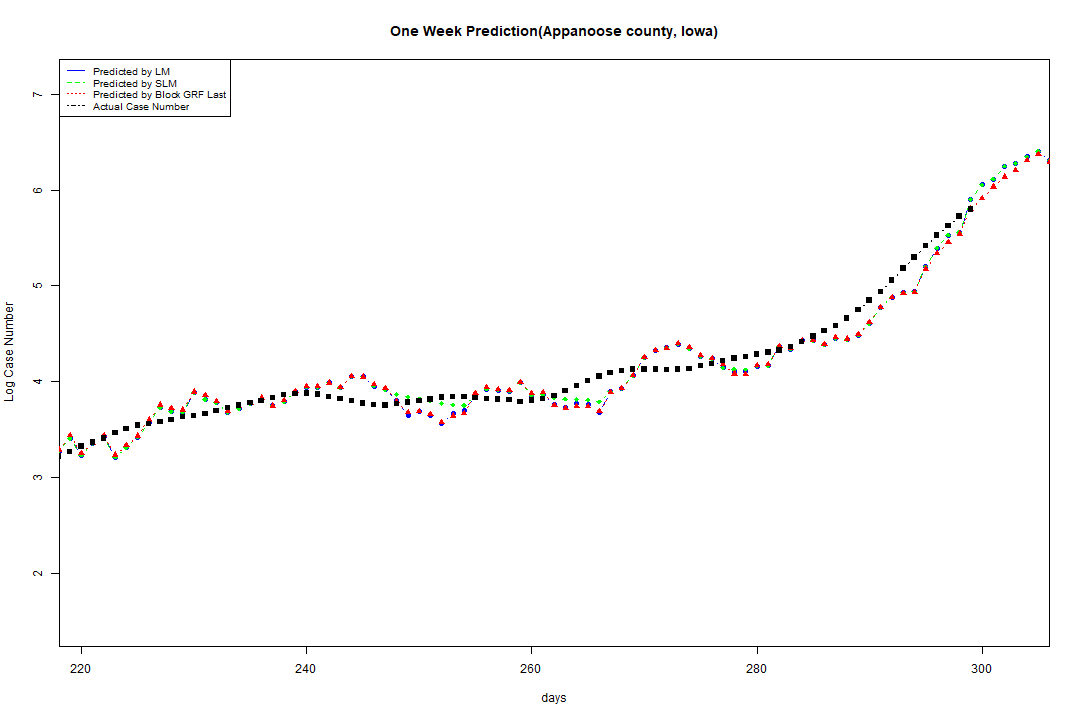 One Week Prediction(Appanoose county, Iowa)
Predicted by LM
Predicted by SLM
Predicted by Block GRF Last
Actual Case Number
7
6
5
4
3
2
Log Case Number
220 240 260 280 300
days